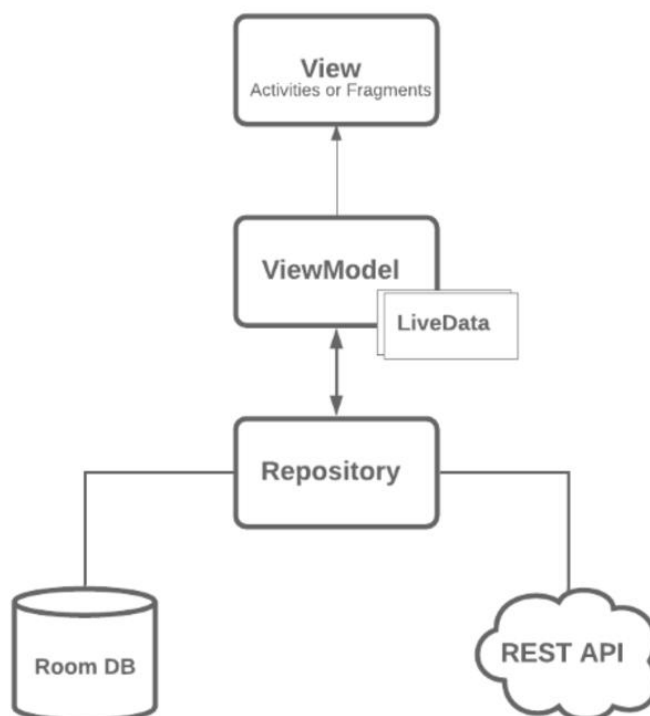 View
Activities or Fragments
ViewModel
LiveData
Repository
Room DB
REST API